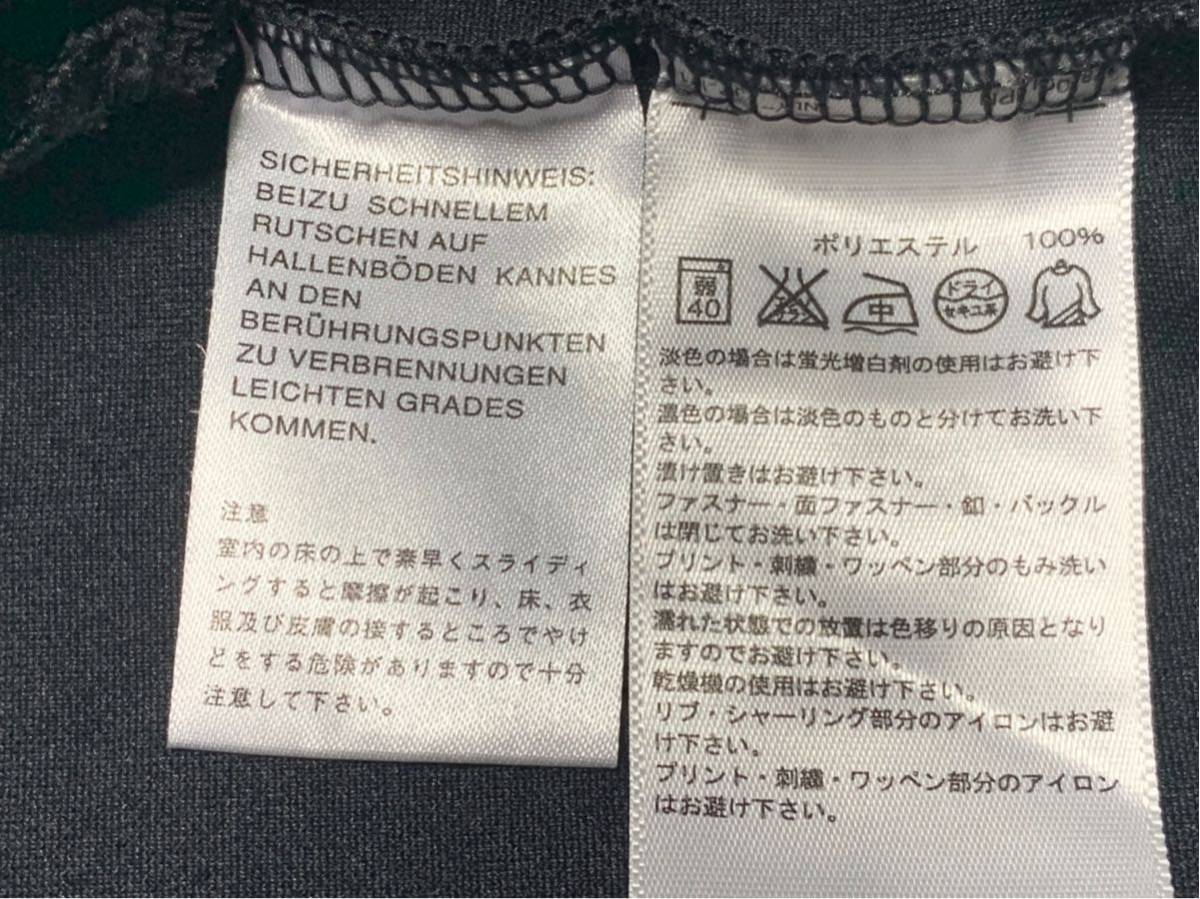 SICHERHEITSHINWEIS:
BEIZU SCHNELLEM
RUTSCHEN AUF
HALLENBÖDEN KANNES
AN DEN
BERÜHRUNGSPUNKTEN
ZU VERBRENNUNGEN
LEICHTEN GRADES
KOMMEN.
注意
室内の床の上で素早くスライディ
ングすると摩擦が起こり、床、衣
服及び皮膚の接するところでやけ
どをする危険がありますので十分
注意して下さい。
ポリエステル 100%
弱
40
中
ドライ
セキユ系
淡色の場合は蛍光増白剤の使用はお避け下
さい。
濃色の場合は淡色のものと分けてお洗い下
さい。
漬け置きはお避け下さい。
ファスナー・面ファスナー・釦・バックル
は閉じてお洗い下さい。
プリント・刺繍・ワッペン部分のもみ洗い
はお避け下さい。
濡れた状態での放置は色移りの原因となり
ますのでお避け下さい。
乾燥機の使用はお避け下さい。
リブ・シャーリング部分のアイロンはお避
け下さい。
プリント・刺繍・ワッペン部分のアイロン
はお避け下さい。